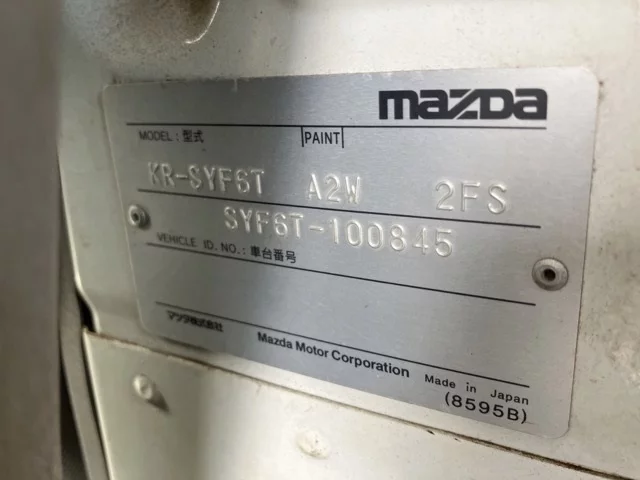 mazda
MODEL : 型式 PAINT
KR-SYF6T A2W 2FS
SYF6T-100845
VEHICLE ID. NO. : 車台番号
マツダ株式会社 Mazda Motor Corporation Made in Japan
(8595B)